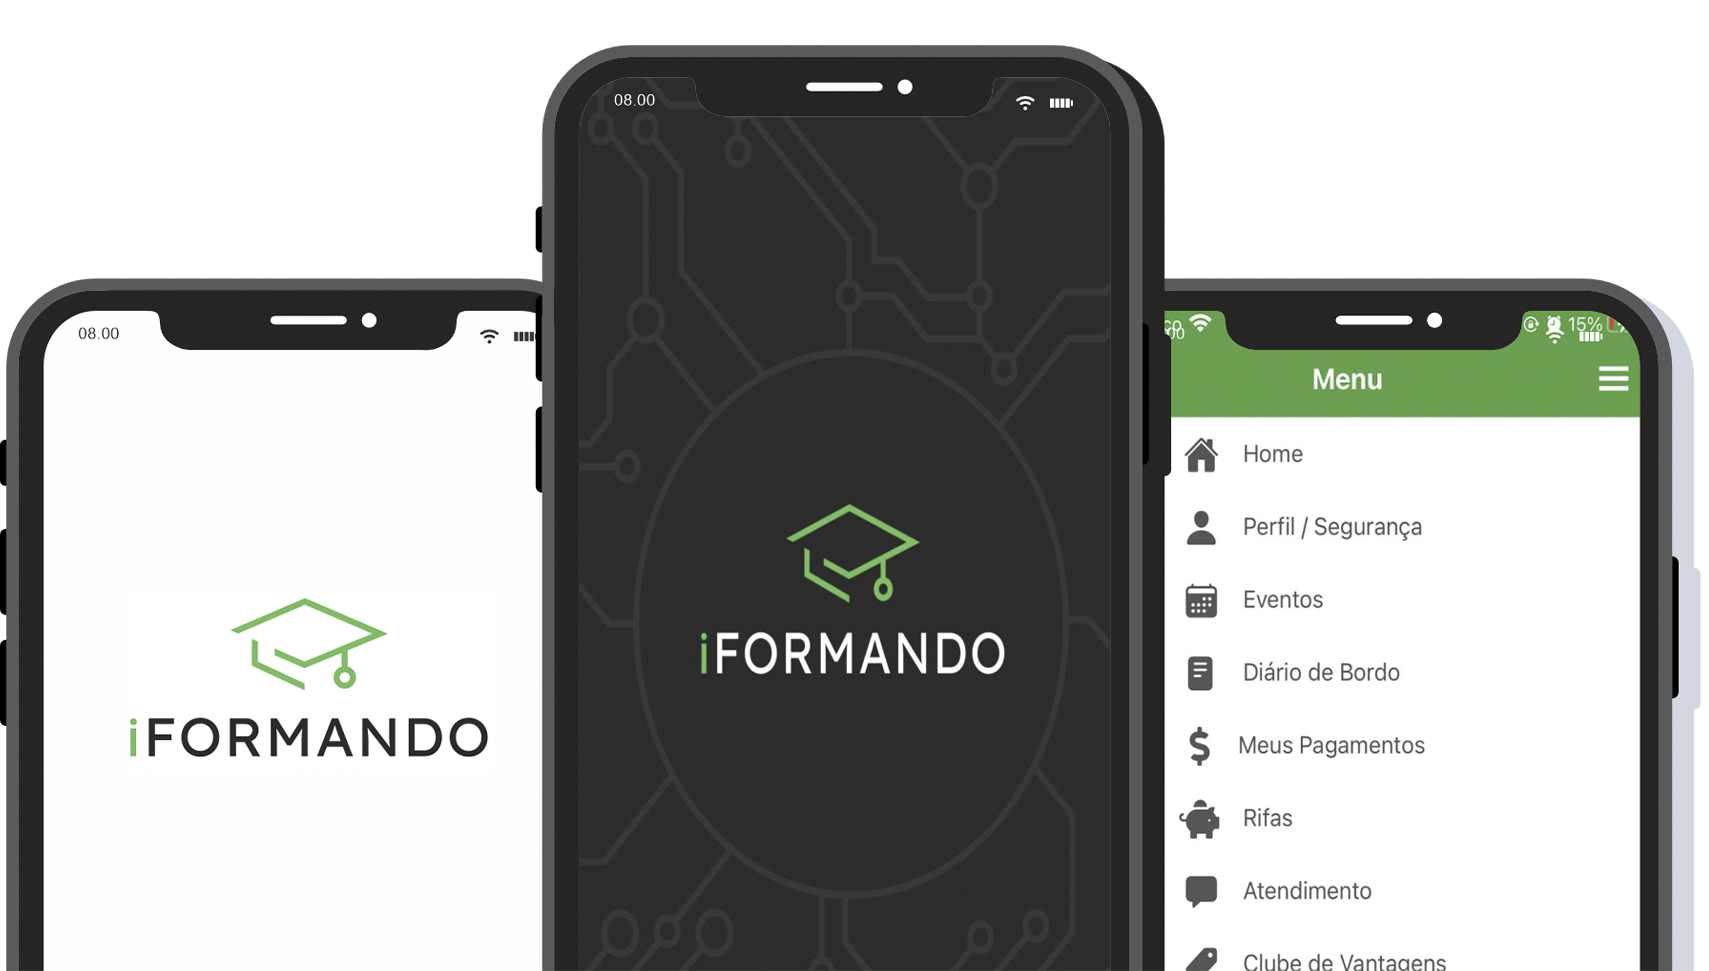 08.00
iFORMANDO
08.00
iFORMANDO
15%
Menu
Home
Perfil / Segurança
Eventos
Diário de Bordo
Meus Pagamentos
Rifas
Atendimento
Clube de Vantagens